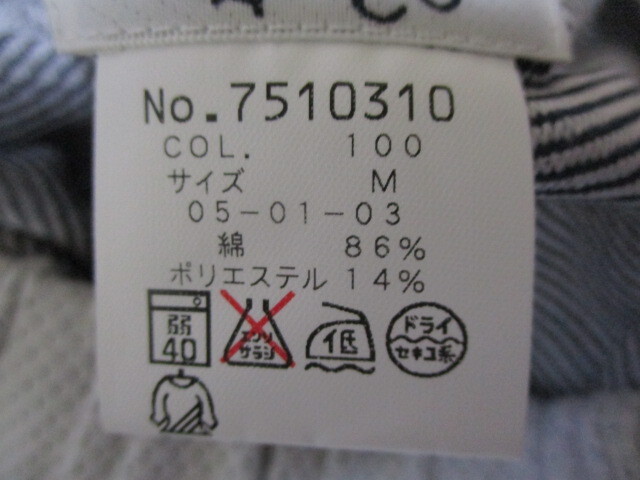 No.7510310
COL. 100
サイズ M
05-01-03
綿 86%
ポリエステル 14%
弱
40
エンソ
サラシ
低
ドライ
セキユ系